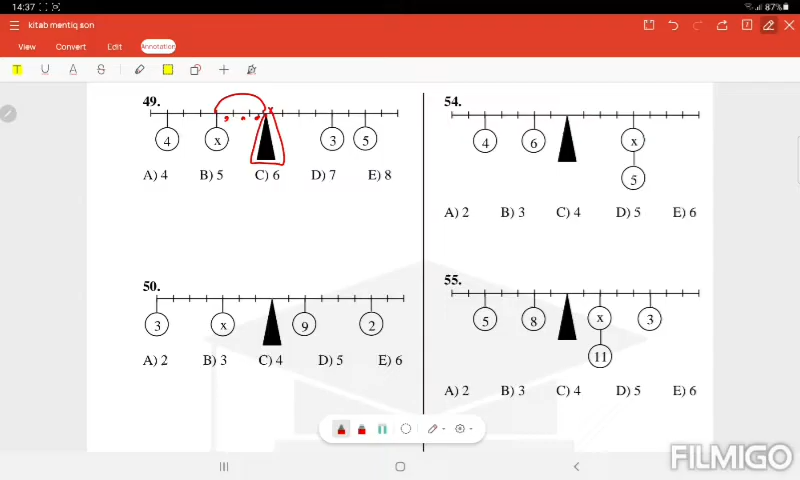 14:37
87%
kitab mentiq son
View Convert Edit Annotation
T U A S
49.
4 x 3 5
A) 4 B) 5 C) 6 D) 7 E) 8
50.
3 x 9 2
A) 2 B) 3 C) 4 D) 5 E) 6
54.
4 6 x
5
A) 2 B) 3 C) 4 D) 5 E) 6
55.
5 8 x 3
11
A) 2 B) 3 C) 4 D) 5 E) 6
FILMIGO